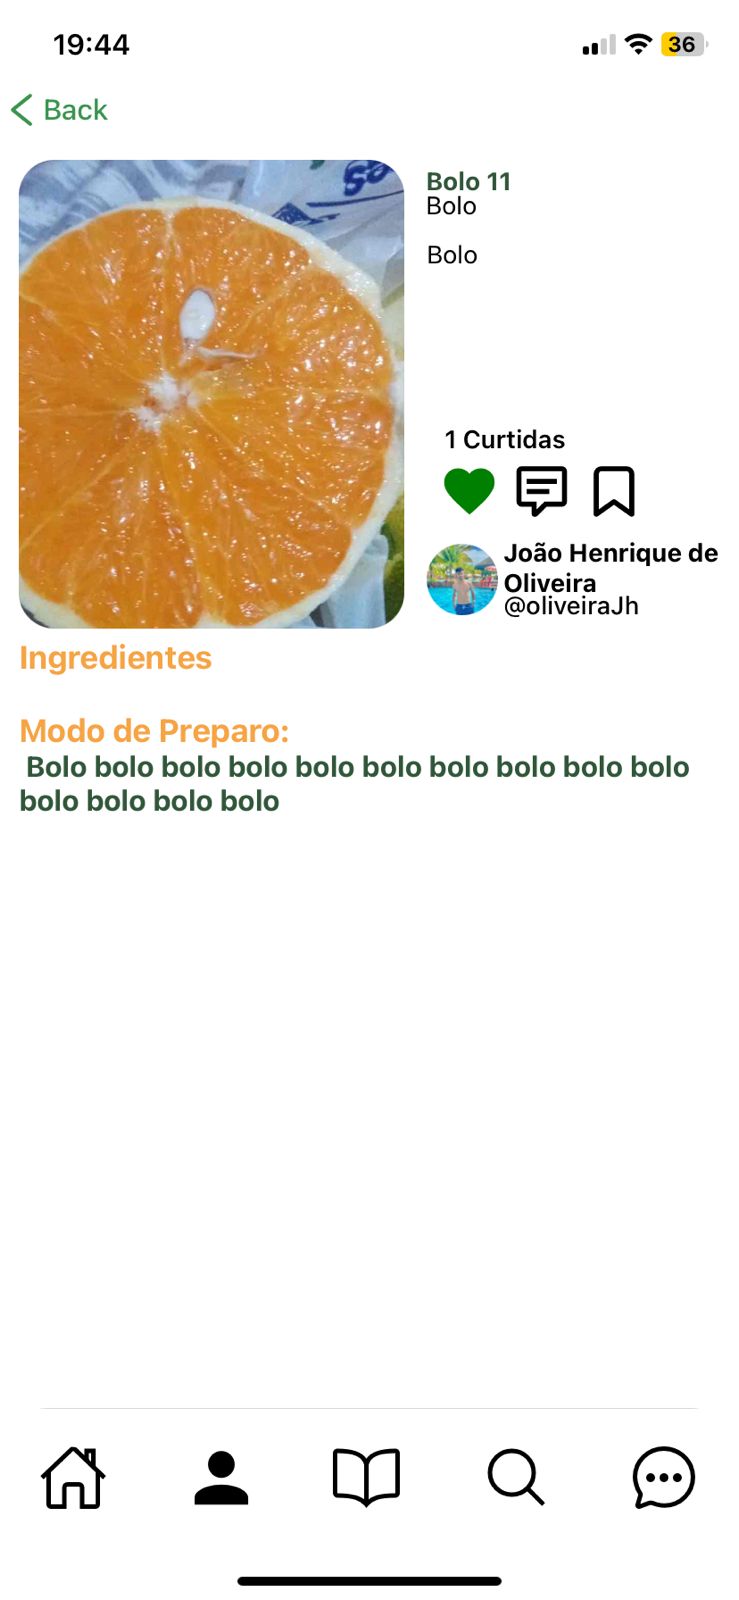 19:44
36
Back
Bolo 11
Bolo
Bolo
1 Curtidas
João Henrique de
Oliveira
@oliveiraJh
Ingredientes
Modo de Preparo:
Bolo bolo bolo bolo bolo bolo bolo bolo bolo bolo
bolo bolo bolo bolo